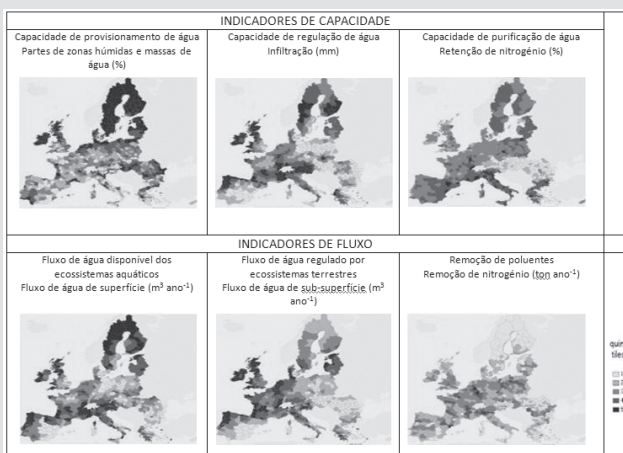 INDICADORES DE CAPACIDADE
Capacidade de provisionamento de água
Partes de zonas húmidas e massas de
água (%)
Capacidade de regulação de água
Infiltração (mm)
Capacidade de purificação de água
Retenção de nitrogénio (%)
INDICADORES DE FLUXO
Fluxo de água disponível dos
ecossistemas aquáticos
Fluxo de água de superfície (m³ ano⁻¹)
Fluxo de água regulado por
ecossistemas terrestres
Fluxo de água de sub-superfície (m³
ano⁻¹)
Remoção de poluentes
Remoção de nitrogénio (ton ano⁻¹)
quin
tiles